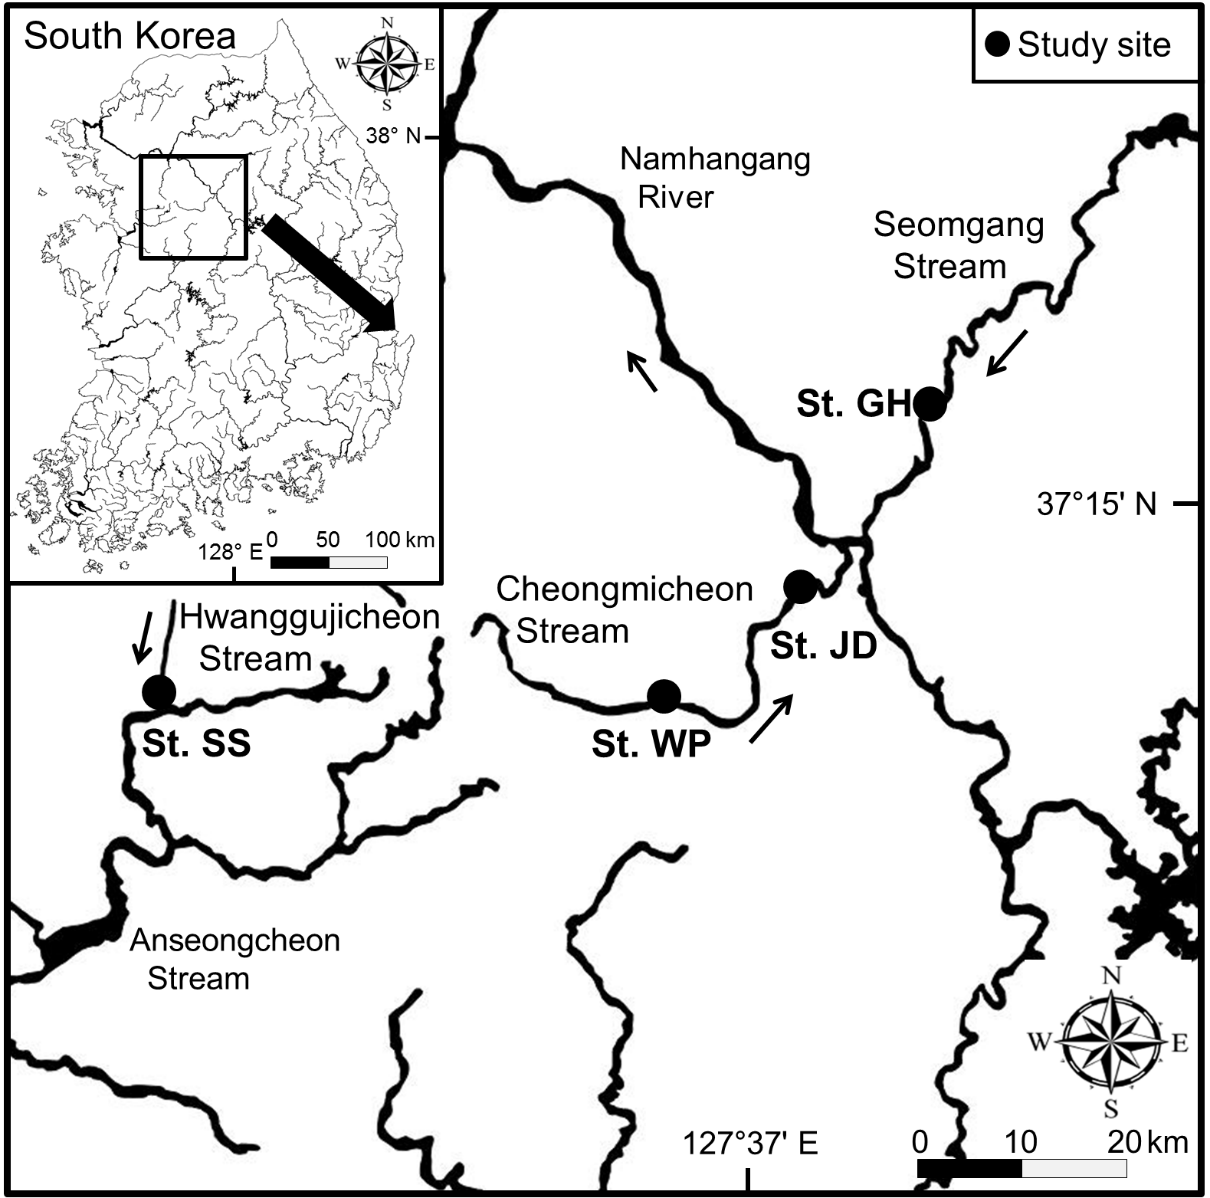 South Korea
N
W E
S
38° N
128° E
0 50 100 km
Study site
Namhangang
River
Seomgang
Stream
St. GH
37°15' N
Cheongmicheon
Stream
St. JD
Hwanggujicheon
Stream
St. SS
St. WP
Anseongcheon
Stream
N
W E
S
127°37' E
0 10 20 km